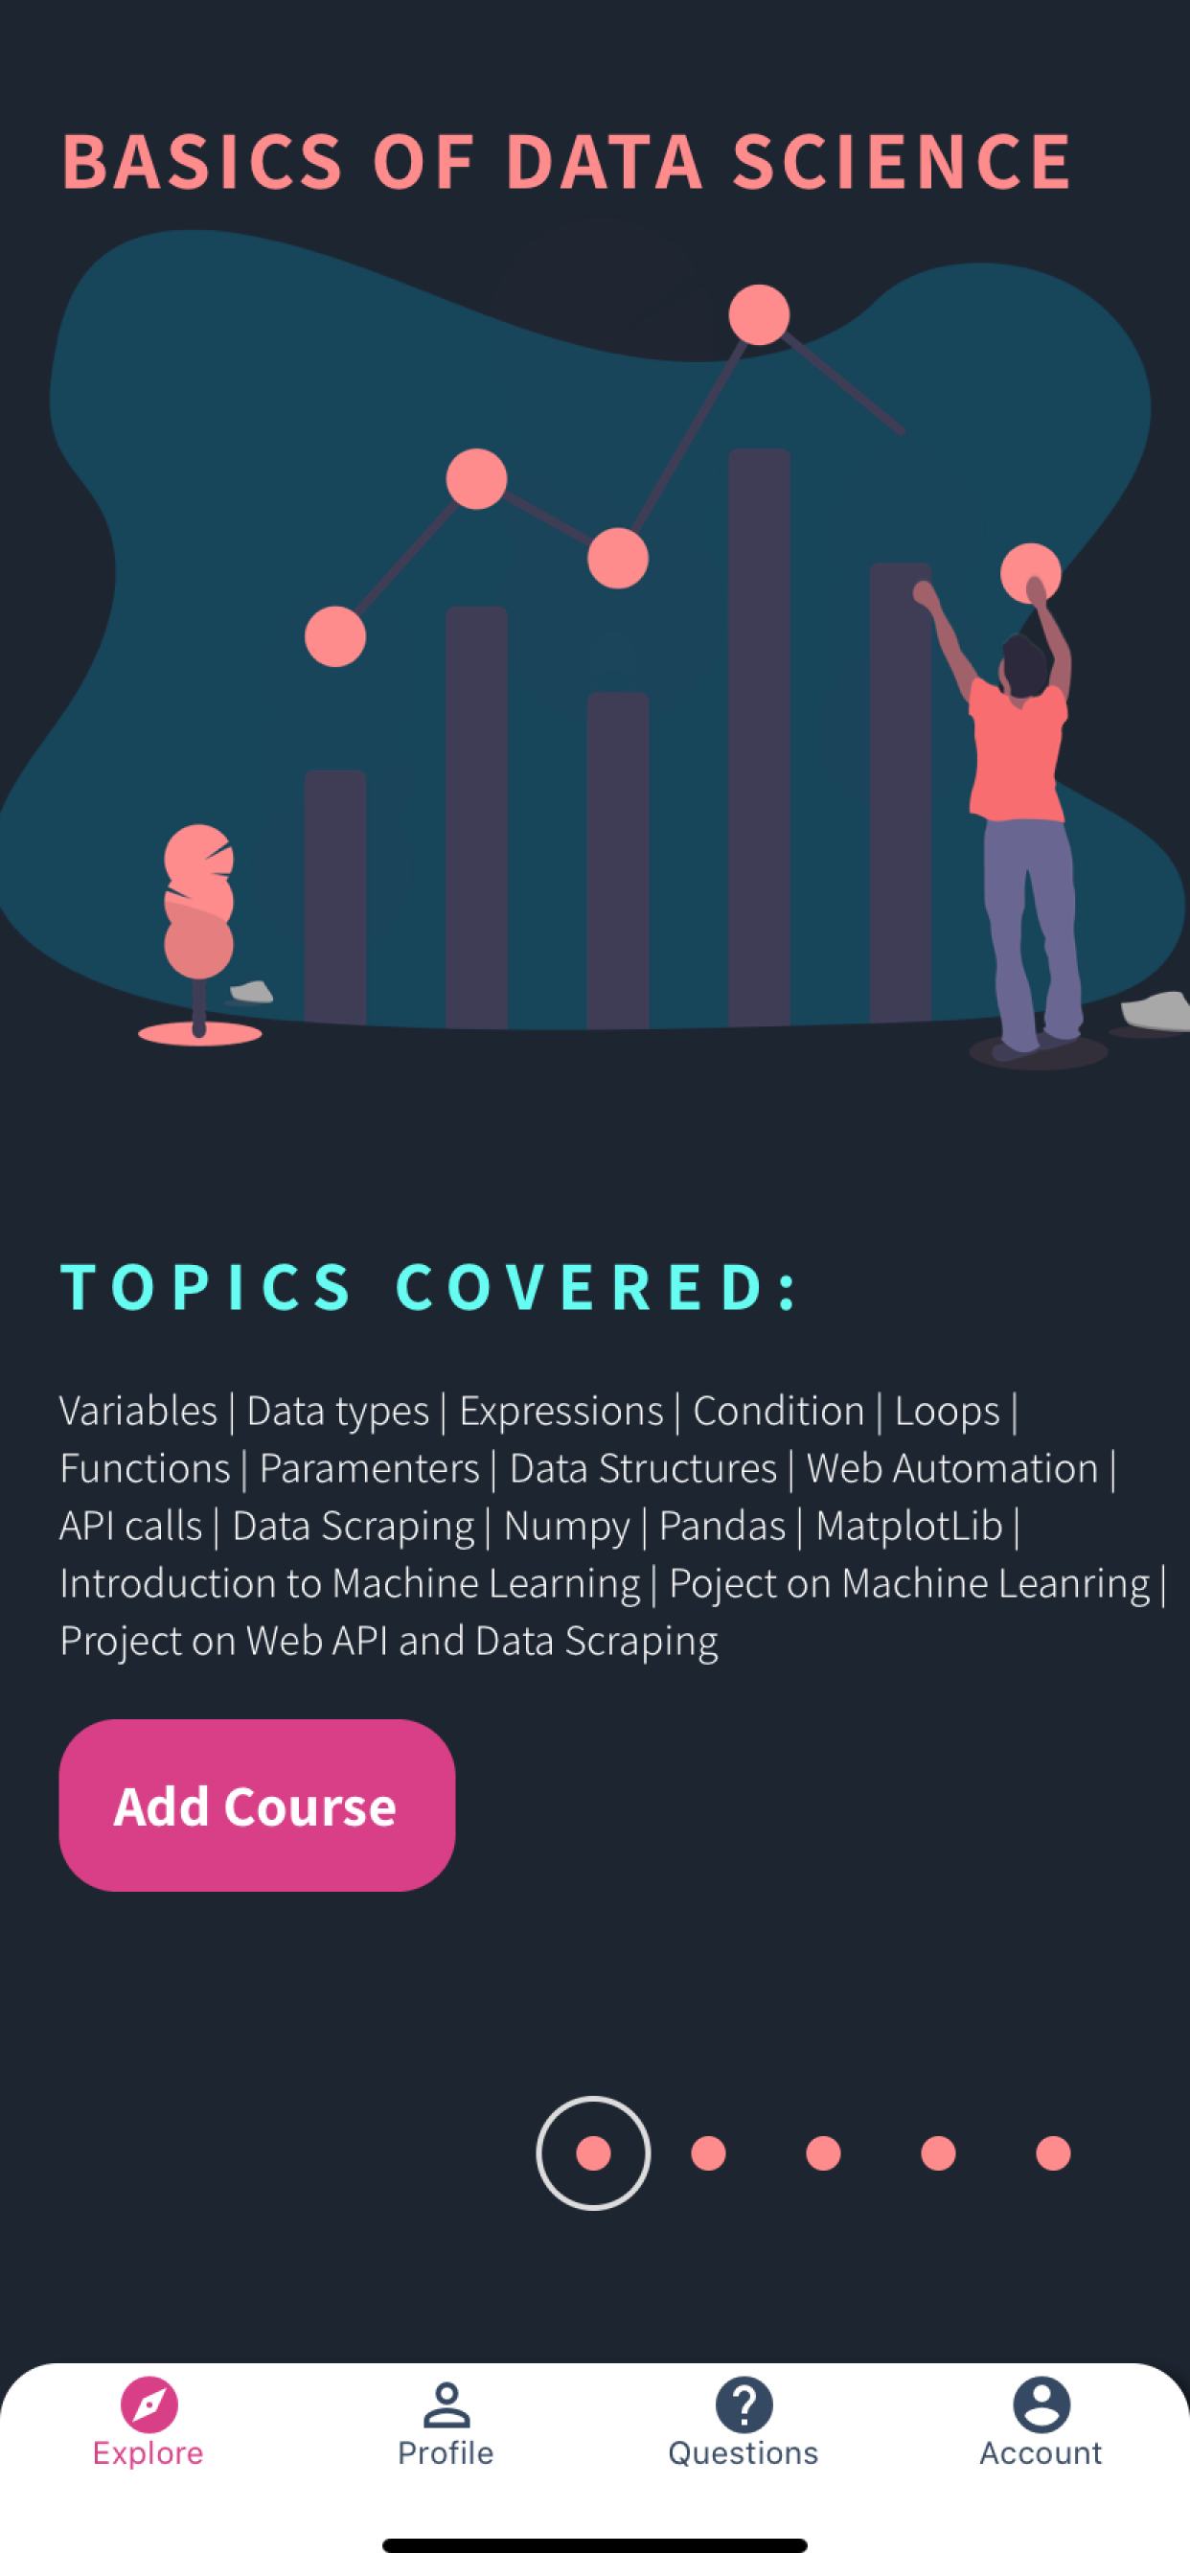 BASICS OF DATA SCIENCE
TOPICS COVERED:
Variables | Data types | Expressions | Condition | Loops |
Functions | Paramenters | Data Structures | Web Automation |
API calls | Data Scraping | Numpy | Pandas | MatplotLib |
Introduction to Machine Learning | Poject on Machine Leanring |
Project on Web API and Data Scraping
Add Course
Explore
Profile
Questions
Account